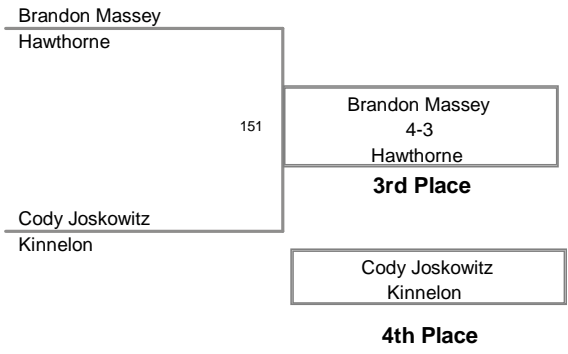 Brandon Massey
Hawthorne
151
Brandon Massey
4-3
Hawthorne
3rd Place
Cody Joskowitz
Kinnelon
Cody Joskowitz
Kinnelon
4th Place